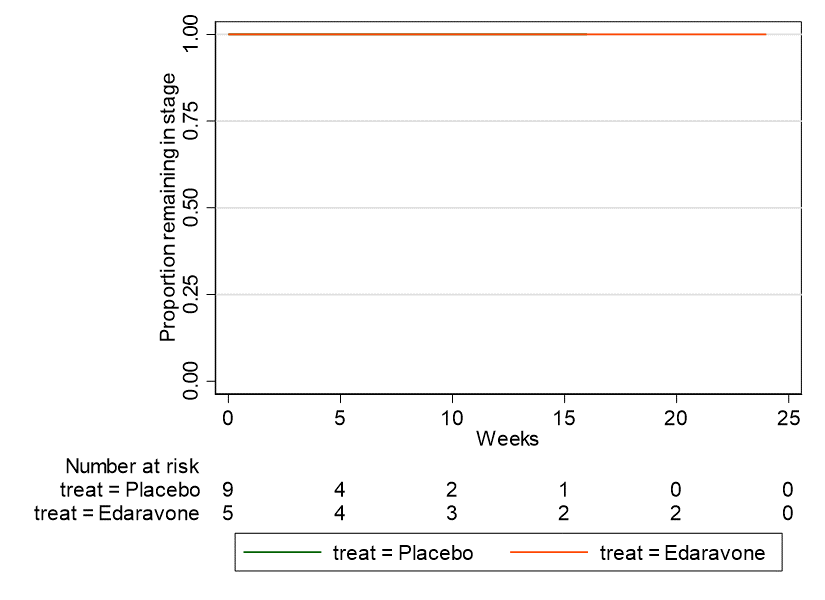 Proportion remaining in stage
1.00
0.75
0.50
0.25
0.00
0 5 10 15 20 25
Weeks
Number at risk
treat = Placebo 9 4 2 1 0 0
treat = Edaravone 5 4 3 2 2 0
treat = Placebo treat = Edaravone